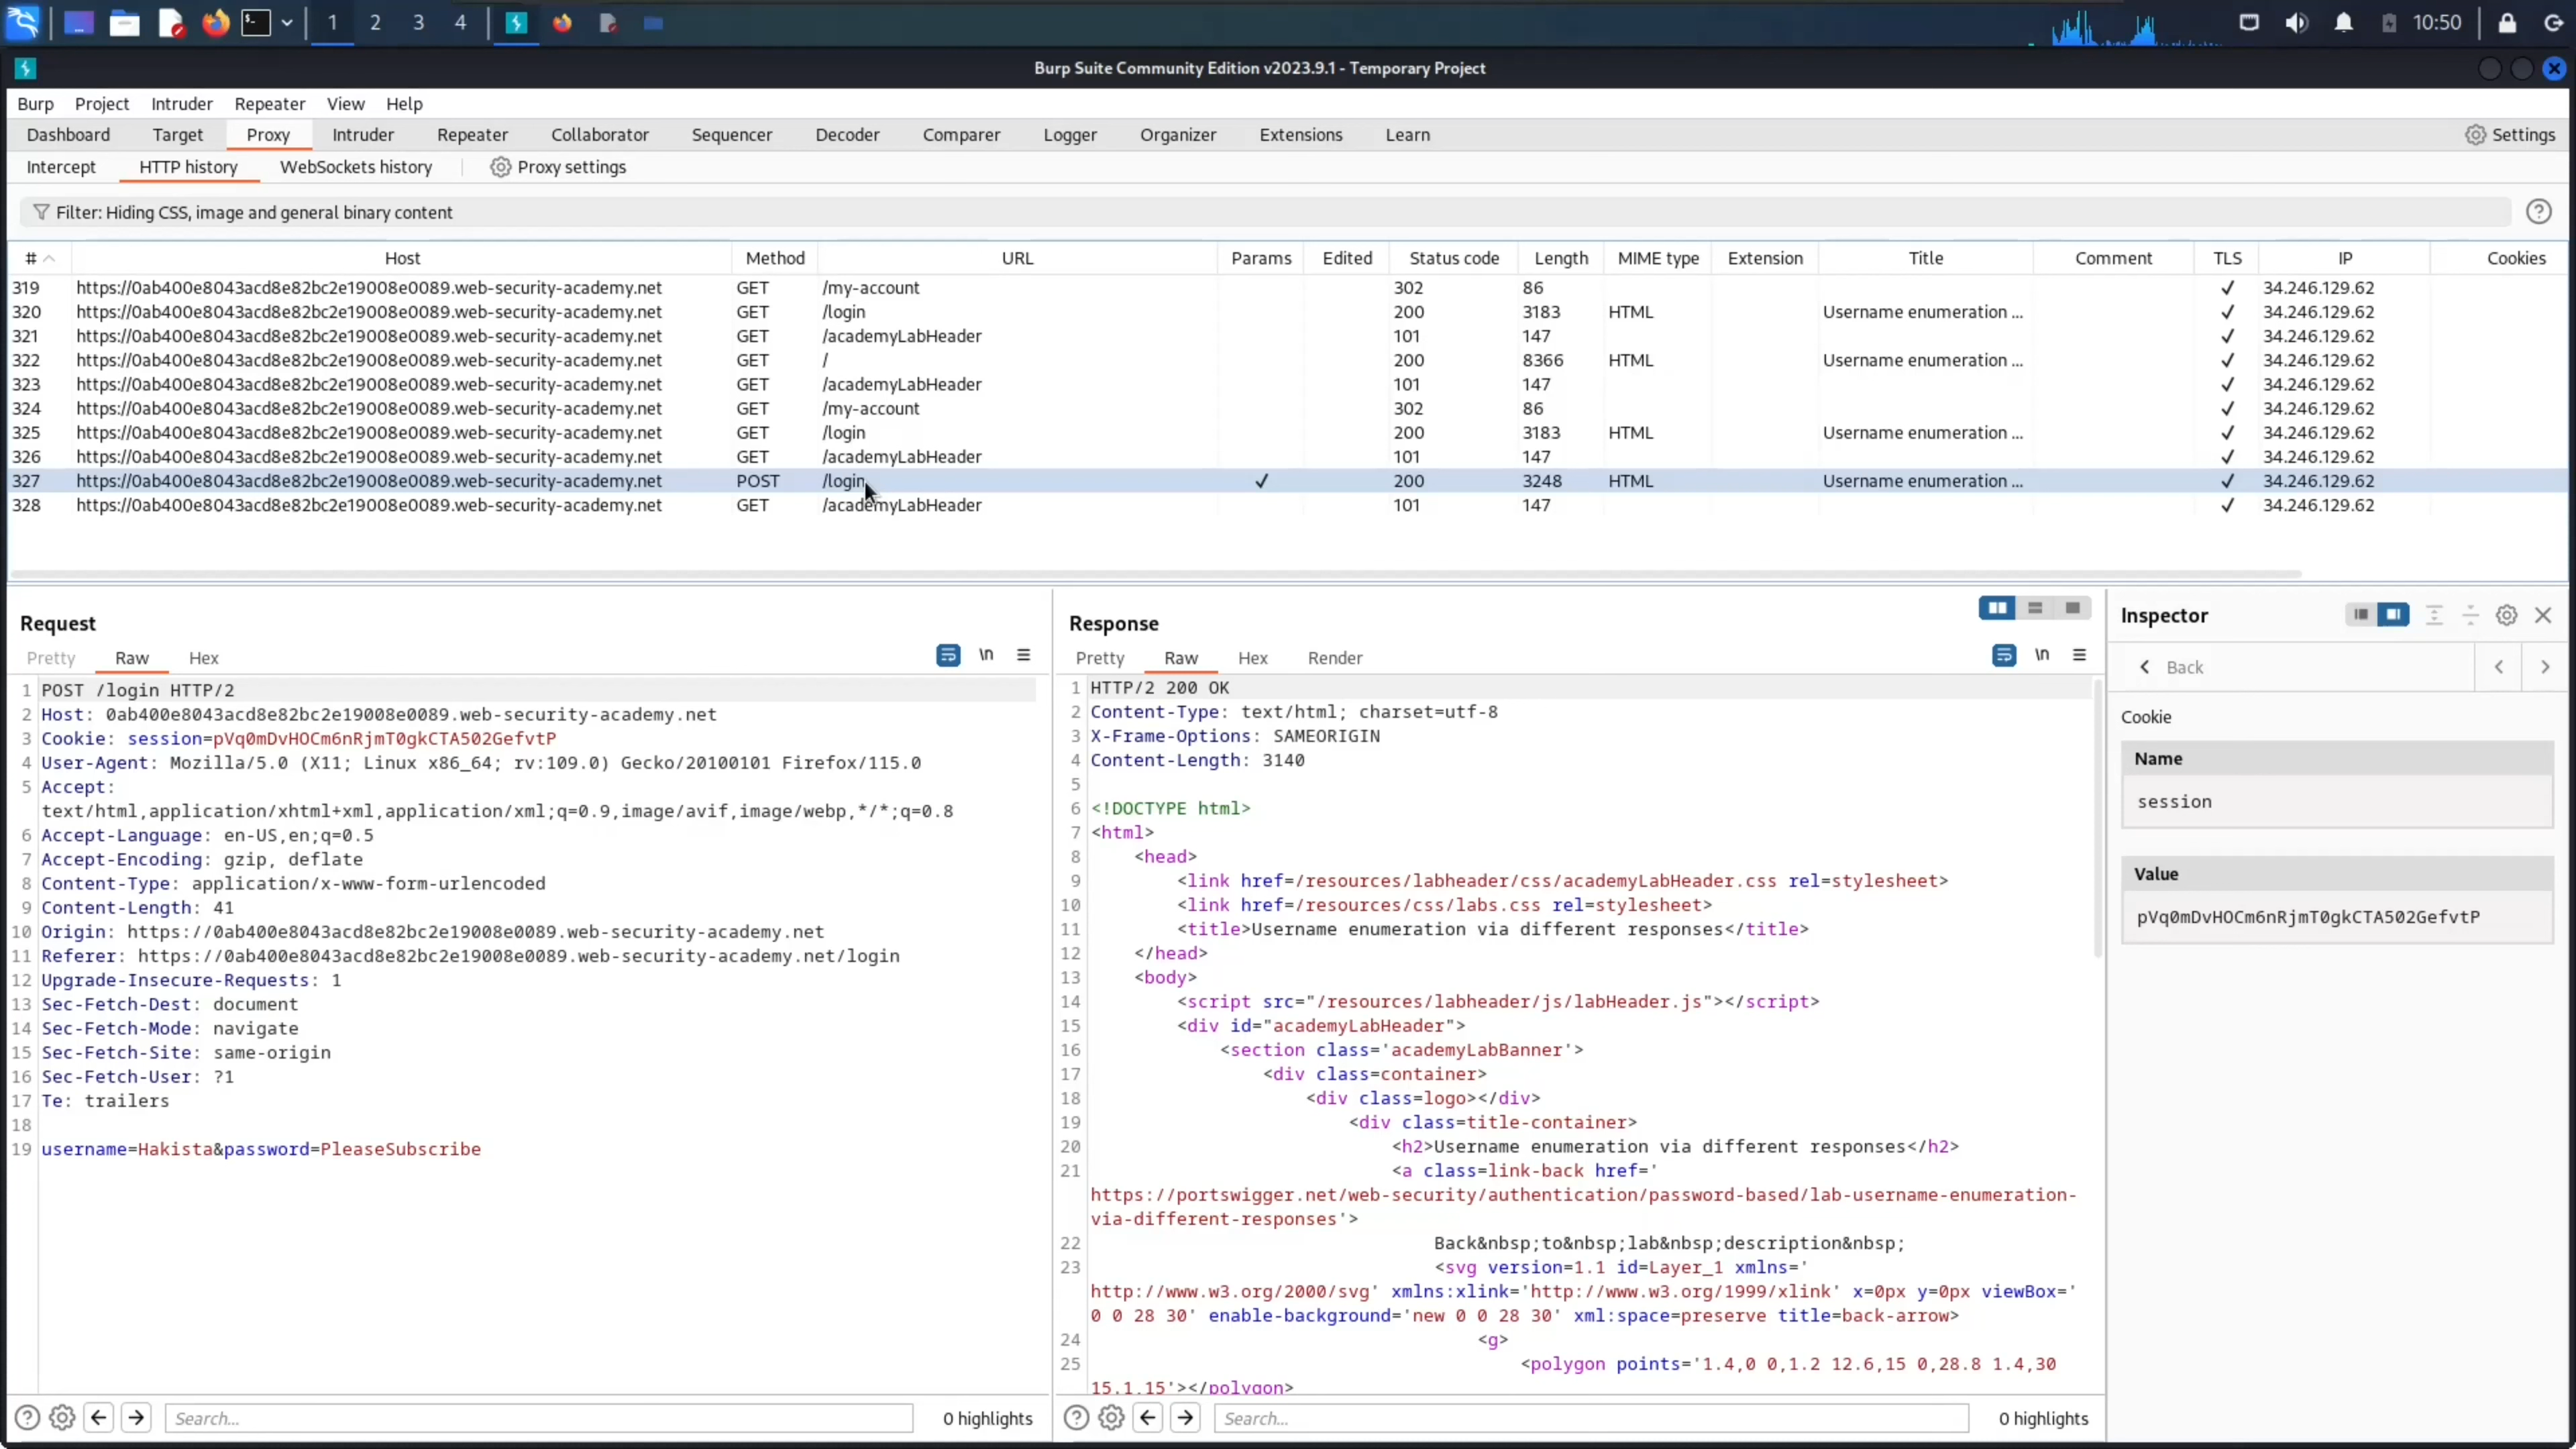 1 2 3 4 10:50
Burp Suite Community Edition v2023.9.1 - Temporary Project
Burp Project Intruder Repeater View Help
Dashboard Target Proxy Intruder Repeater Collaborator Sequencer Decoder Comparer Logger Organizer Extensions Learn Settings
Intercept HTTP history WebSockets history Proxy settings
Filter: Hiding CSS, image and general binary content
# Host Method URL Params Edited Status code Length MIME type Extension Title Comment TLS IP Cookies
319 https://0ab400e8043acd8e82bc2e19008e0089.web-security-academy.net GET /my-account 302 86 ✓ 34.246.129.62
320 https://0ab400e8043acd8e82bc2e19008e0089.web-security-academy.net GET /login 200 3183 HTML Username enumeration ... ✓ 34.246.129.62
321 https://0ab400e8043acd8e82bc2e19008e0089.web-security-academy.net GET /academyLabHeader 101 147 ✓ 34.246.129.62
322 https://0ab400e8043acd8e82bc2e19008e0089.web-security-academy.net GET / 200 8366 HTML Username enumeration ... ✓ 34.246.129.62
323 https://0ab400e8043acd8e82bc2e19008e0089.web-security-academy.net GET /academyLabHeader 101 147 ✓ 34.246.129.62
324 https://0ab400e8043acd8e82bc2e19008e0089.web-security-academy.net GET /my-account 302 86 ✓ 34.246.129.62
325 https://0ab400e8043acd8e82bc2e19008e0089.web-security-academy.net GET /login 200 3183 HTML Username enumeration ... ✓ 34.246.129.62
326 https://0ab400e8043acd8e82bc2e19008e0089.web-security-academy.net GET /academyLabHeader 101 147 ✓ 34.246.129.62
327 https://0ab400e8043acd8e82bc2e19008e0089.web-security-academy.net POST /login ✓ 200 3248 HTML Username enumeration ... ✓ 34.246.129.62
328 https://0ab400e8043acd8e82bc2e19008e0089.web-security-academy.net GET /academyLabHeader 101 147 ✓ 34.246.129.62
Request
Pretty Raw Hex \n
1 POST /login HTTP/2
2 Host: 0ab400e8043acd8e82bc2e19008e0089.web-security-academy.net
3 Cookie: session=pVq0mDvHOCm6nRjmT0gkCTA502GefvtP
4 User-Agent: Mozilla/5.0 (X11; Linux x86_64; rv:109.0) Gecko/20100101 Firefox/115.0
5 Accept:
text/html,application/xhtml+xml,application/xml;q=0.9,image/avif,image/webp,*/*;q=0.8
6 Accept-Language: en-US,en;q=0.5
7 Accept-Encoding: gzip, deflate
8 Content-Type: application/x-www-form-urlencoded
9 Content-Length: 41
10 Origin: https://0ab400e8043acd8e82bc2e19008e0089.web-security-academy.net
11 Referer: https://0ab400e8043acd8e82bc2e19008e0089.web-security-academy.net/login
12 Upgrade-Insecure-Requests: 1
13 Sec-Fetch-Dest: document
14 Sec-Fetch-Mode: navigate
15 Sec-Fetch-Site: same-origin
16 Sec-Fetch-User: ?1
17 Te: trailers
18
19 username=Hakista&password=PleaseSubscribe
Search... 0 highlights
Response
Pretty Raw Hex Render \n
1 HTTP/2 200 OK
2 Content-Type: text/html; charset=utf-8
3 X-Frame-Options: SAMEORIGIN
4 Content-Length: 3140
5
6 <!DOCTYPE html>
7 <html>
8 <head>
9 <link href=/resources/labheader/css/academyLabHeader.css rel=stylesheet>
10 <link href=/resources/css/labs.css rel=stylesheet>
11 <title>Username enumeration via different responses</title>
12 </head>
13 <body>
14 <script src="/resources/labheader/js/labHeader.js"></script>
15 <div id="academyLabHeader">
16 <section class='academyLabBanner'>
17 <div class=container>
18 <div class=logo></div>
19 <div class=title-container>
20 <h2>Username enumeration via different responses</h2>
21 <a class=link-back href='
https://portswigger.net/web-security/authentication/password-based/lab-username-enumeration-
via-different-responses'>
22 Back&nbsp;to&nbsp;lab&nbsp;description&nbsp;
23 <svg version=1.1 id=Layer_1 xmlns='
http://www.w3.org/2000/svg' xmlns:xlink='http://www.w3.org/1999/xlink' x=0px y=0px viewBox='
0 0 28 30' enable-background='new 0 0 28 30' xml:space=preserve title=back-arrow>
24 <g>
25 <polygon points='1.4,0 0,1.2 12.6,15 0,28.8 1.4,30
15.1,15'></polygon>
Search... 0 highlights
Inspector
Back
Cookie
Name
session
Value
pVq0mDvHOCm6nRjmT0gkCTA502GefvtP